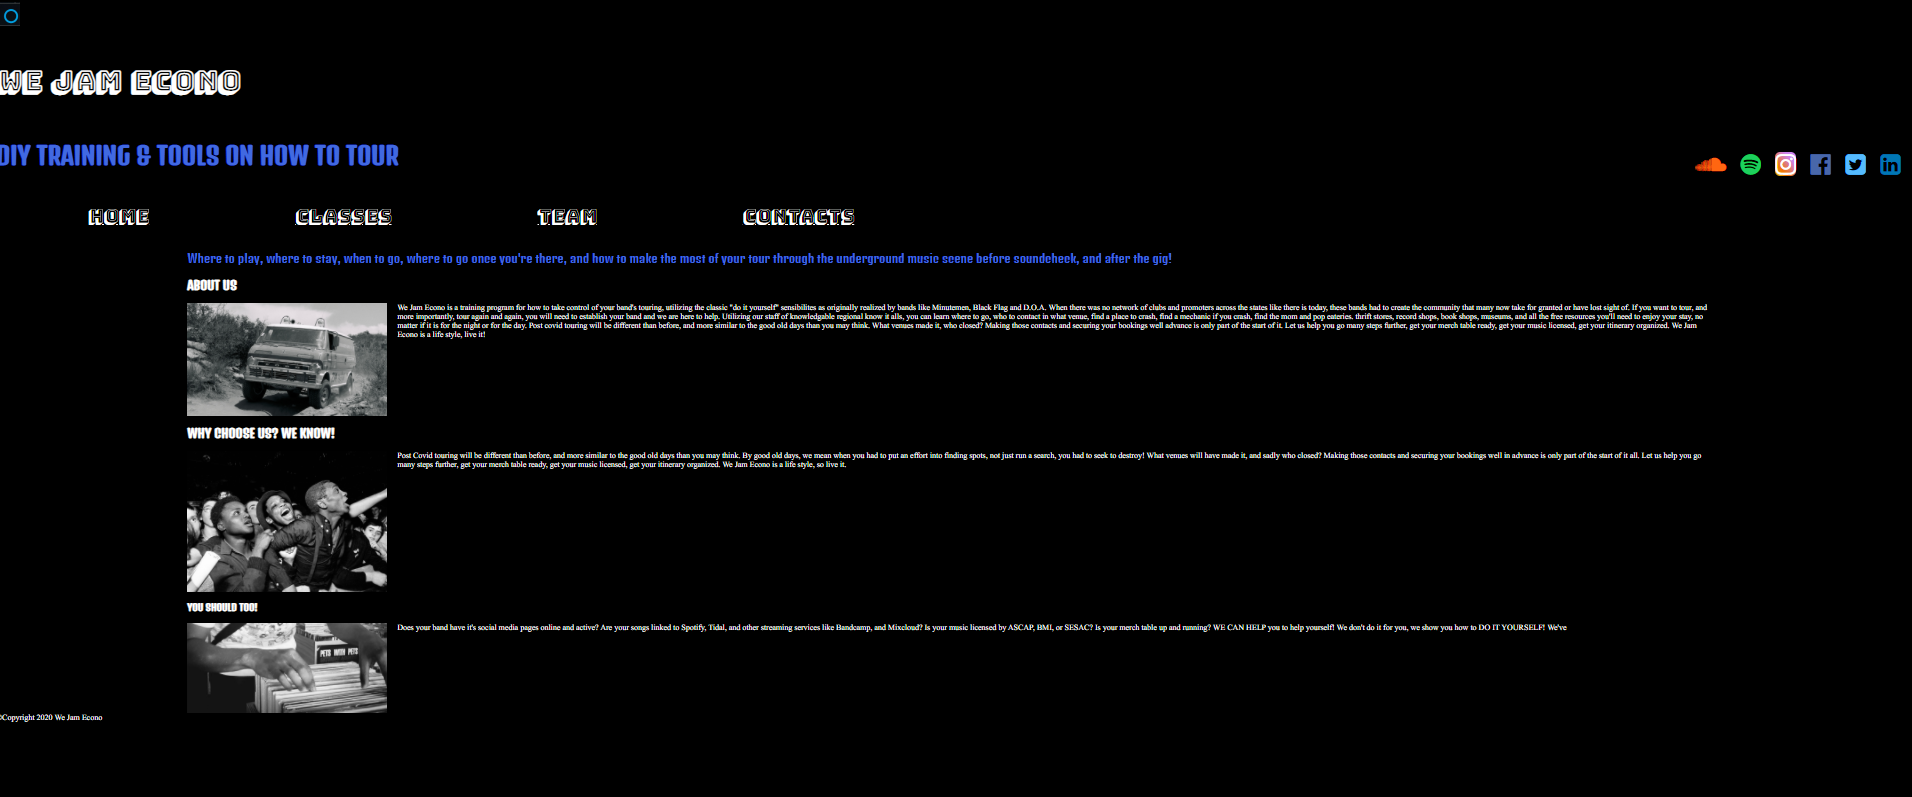 WE JAM ECONO
DIY TRAINING & TOOLS ON HOW TO TOUR
HOME CLASSES TEAM CONTACTS
Where to play, where to stay, when to go, where to go once you're there, and how to make the most of your tour through the underground music scene before soundcheck, and after the gig!
ABOUT US
We Jam Econo is a training program for how to take control of your band's touring, utilizing the classic "do it yourself" sensibilites as originally realized by bands like Minutemen, Black Flag and D.O.A. When there was no network of clubs and promoters across the states like there is today, these bands had to create the community that many now take for granted or have lost sight of. If you want to tour, and
more importantly, tour again and again, you will need to establish your band and we are here to help. Utilizing our staff of knowledgable regional know it alls, you can learn where to go, who to contact in what venue, find a place to crash, find a mechanic if you crash, find the mom and pop eateries. thrift stores, record shops, book shops, museums, and all the free resources you'll need to enjoy your stay, no
matter if it is for the night or for the day. Post covid touring will be different than before, and more similar to the good old days than you may think. What venues made it, who closed? Making those contacts and securing your bookings well advance is only part of the start of it. Let us help you go many steps further, get your merch table ready, get your music licensed, get your itinerary organized. We Jam
Econo is a life style, live it!
WHY CHOOSE US? WE KNOW!
Post Covid touring will be different than before, and more similar to the good old days than you may think. By good old days, we mean when you had to put an effort into finding spots, not just run a search, you had to seek to destroy! What venues will have made it, and sadly who closed? Making those contacts and securing your bookings well in advance is only part of the start of it all. Let us help you go
many steps further, get your merch table ready, get your music licensed, get your itinerary organized. We Jam Econo is a life style, so live it.
YOU SHOULD TOO!
Does your band have it's social media pages online and active? Are your songs linked to Spotify, Tidal, and other streaming services like Bandcamp, and Mixcloud? Is your music licensed by ASCAP, BMI, or SESAC? Is your merch table up and running? WE CAN HELP you to help yourself! We don't do it for you, we show you how to DO IT YOURSELF! We've
PETS WITH PETS
©Copyright 2020 We Jam Econo